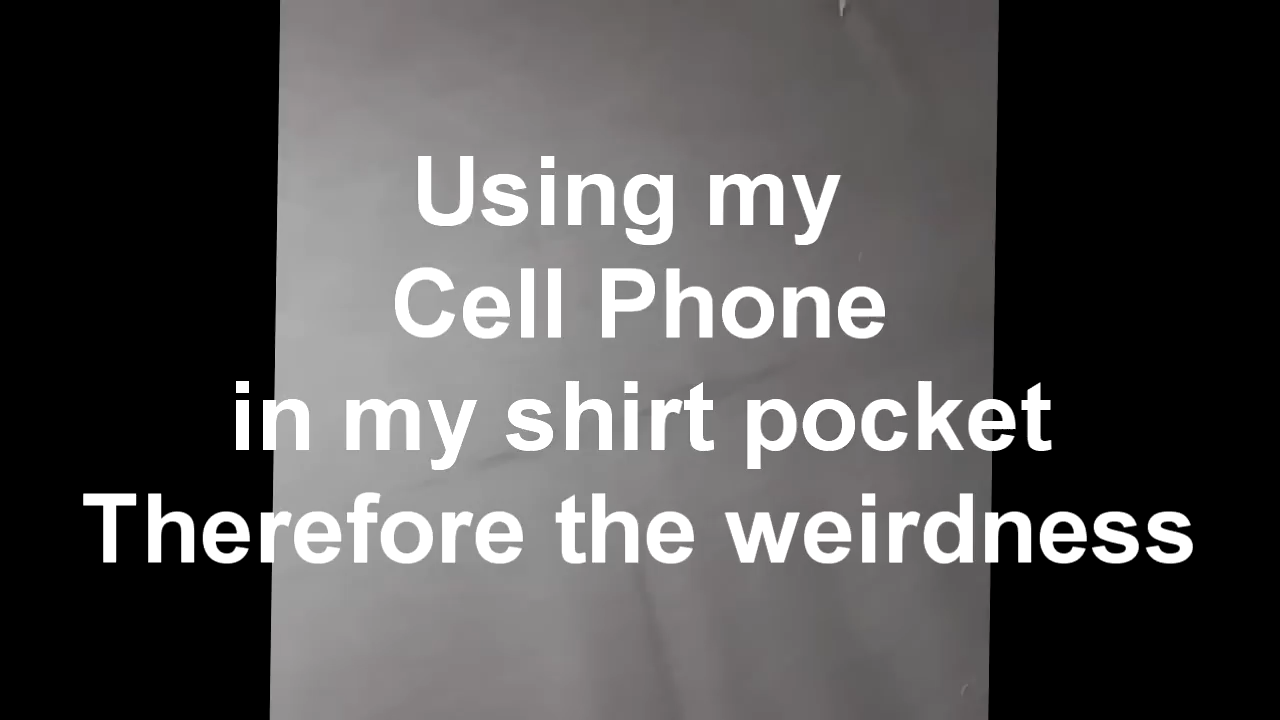 Using my
Cell Phone
in my shirt pocket
Therefore the weirdness